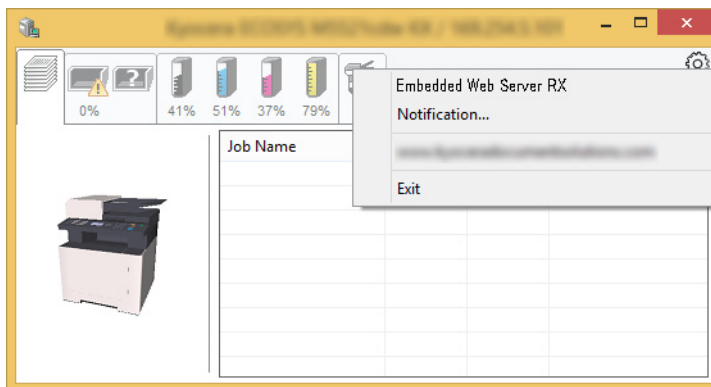 0%
41%
51%
37%
79%
Embedded Web Server RX
Notification...
Exit
Job Name